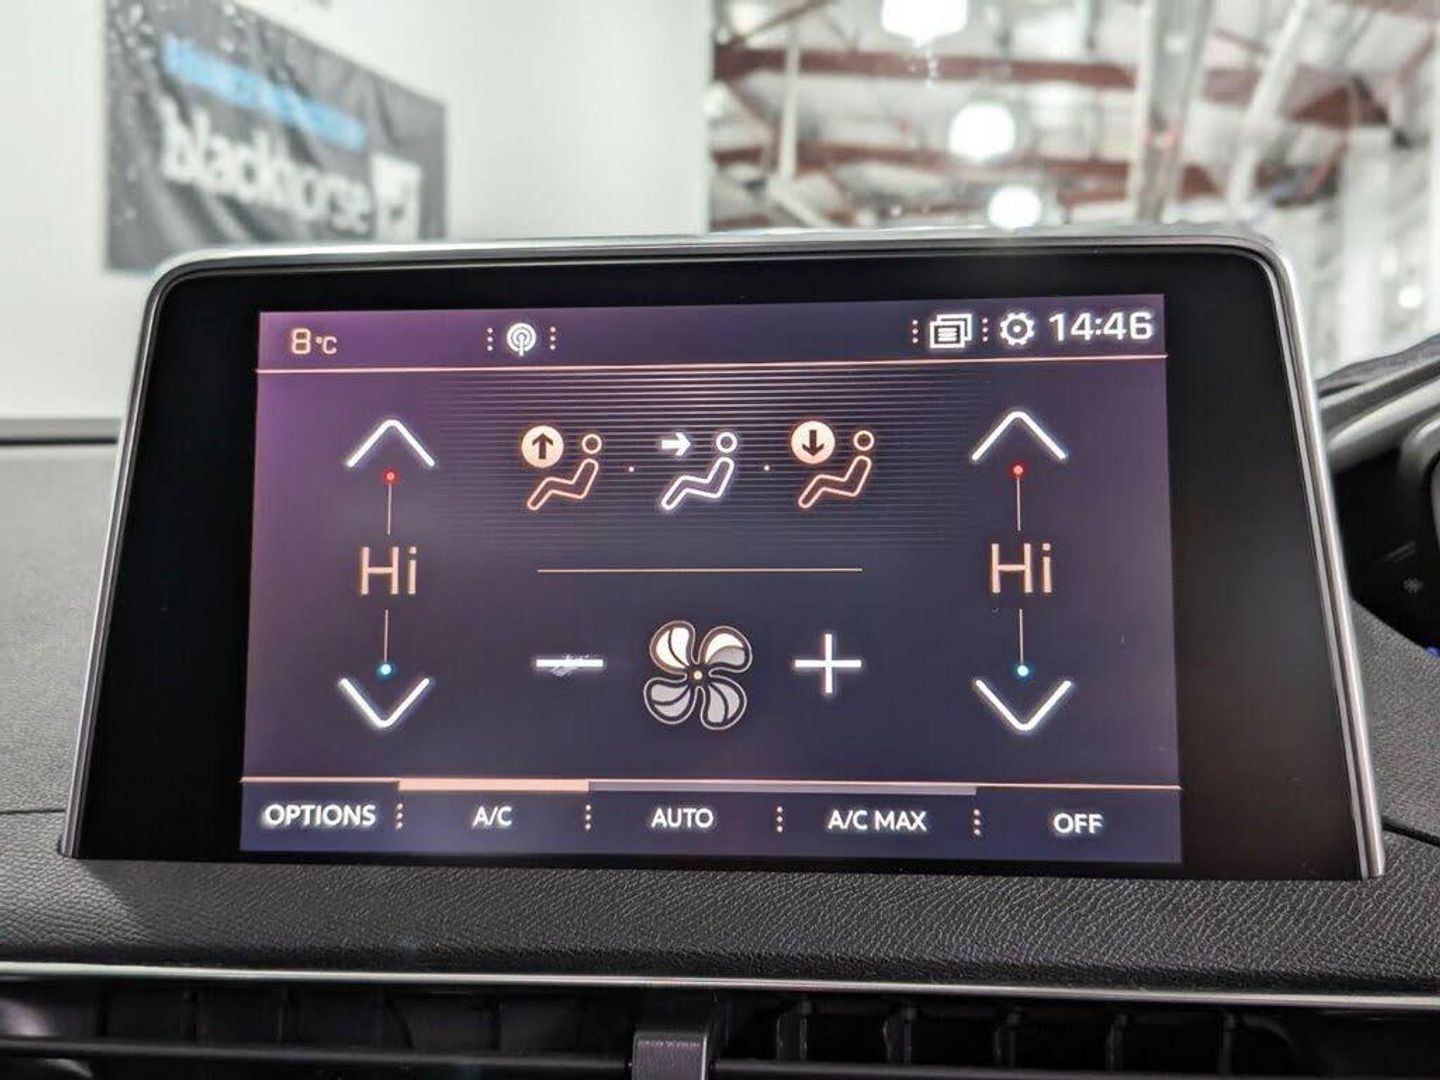 blackhorse
8°C
14:46
Hi
Hi
OPTIONS A/C AUTO A/C MAX OFF